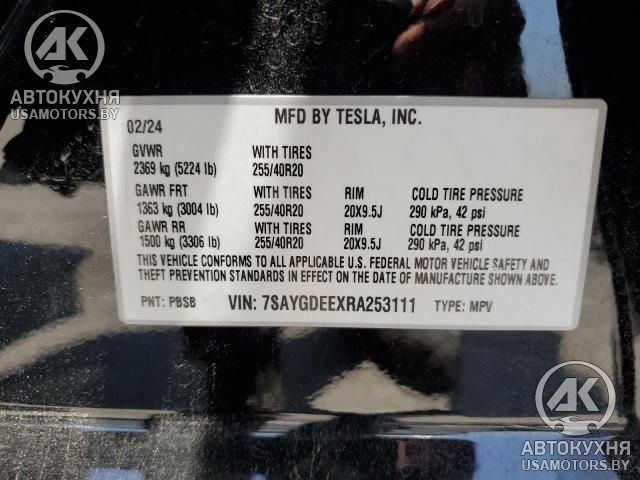 AK
АВТОКУХНЯ
USAMOTORS.BY
02/24
MFD BY TESLA, INC.
GVWR
WITH TIRES
2369 kg (5224 lb)
255/40R20
GAWR FRT
WITH TIRES
RIM
COLD TIRE PRESSURE
1363 kg (3004 lb)
255/40R20
20X9.5J
290 kPa, 42 psi
GAWR RR
WITH TIRES
RIM
COLD TIRE PRESSURE
1500 kg (3306 lb)
255/40R20
20X9.5J
290 kPa, 42 psi
THIS VEHICLE CONFORMS TO ALL APPLICABLE U.S. FEDERAL MOTOR VEHICLE SAFETY AND
THEFT PREVENTION STANDARDS IN EFFECT ON THE DATE OF MANUFACTURE SHOWN ABOVE.
PNT: PBSB
VIN: 7SAYGDEEXRA253111
TYPE: MPV
AK
АВТОКУХНЯ
USAMOTORS.BY